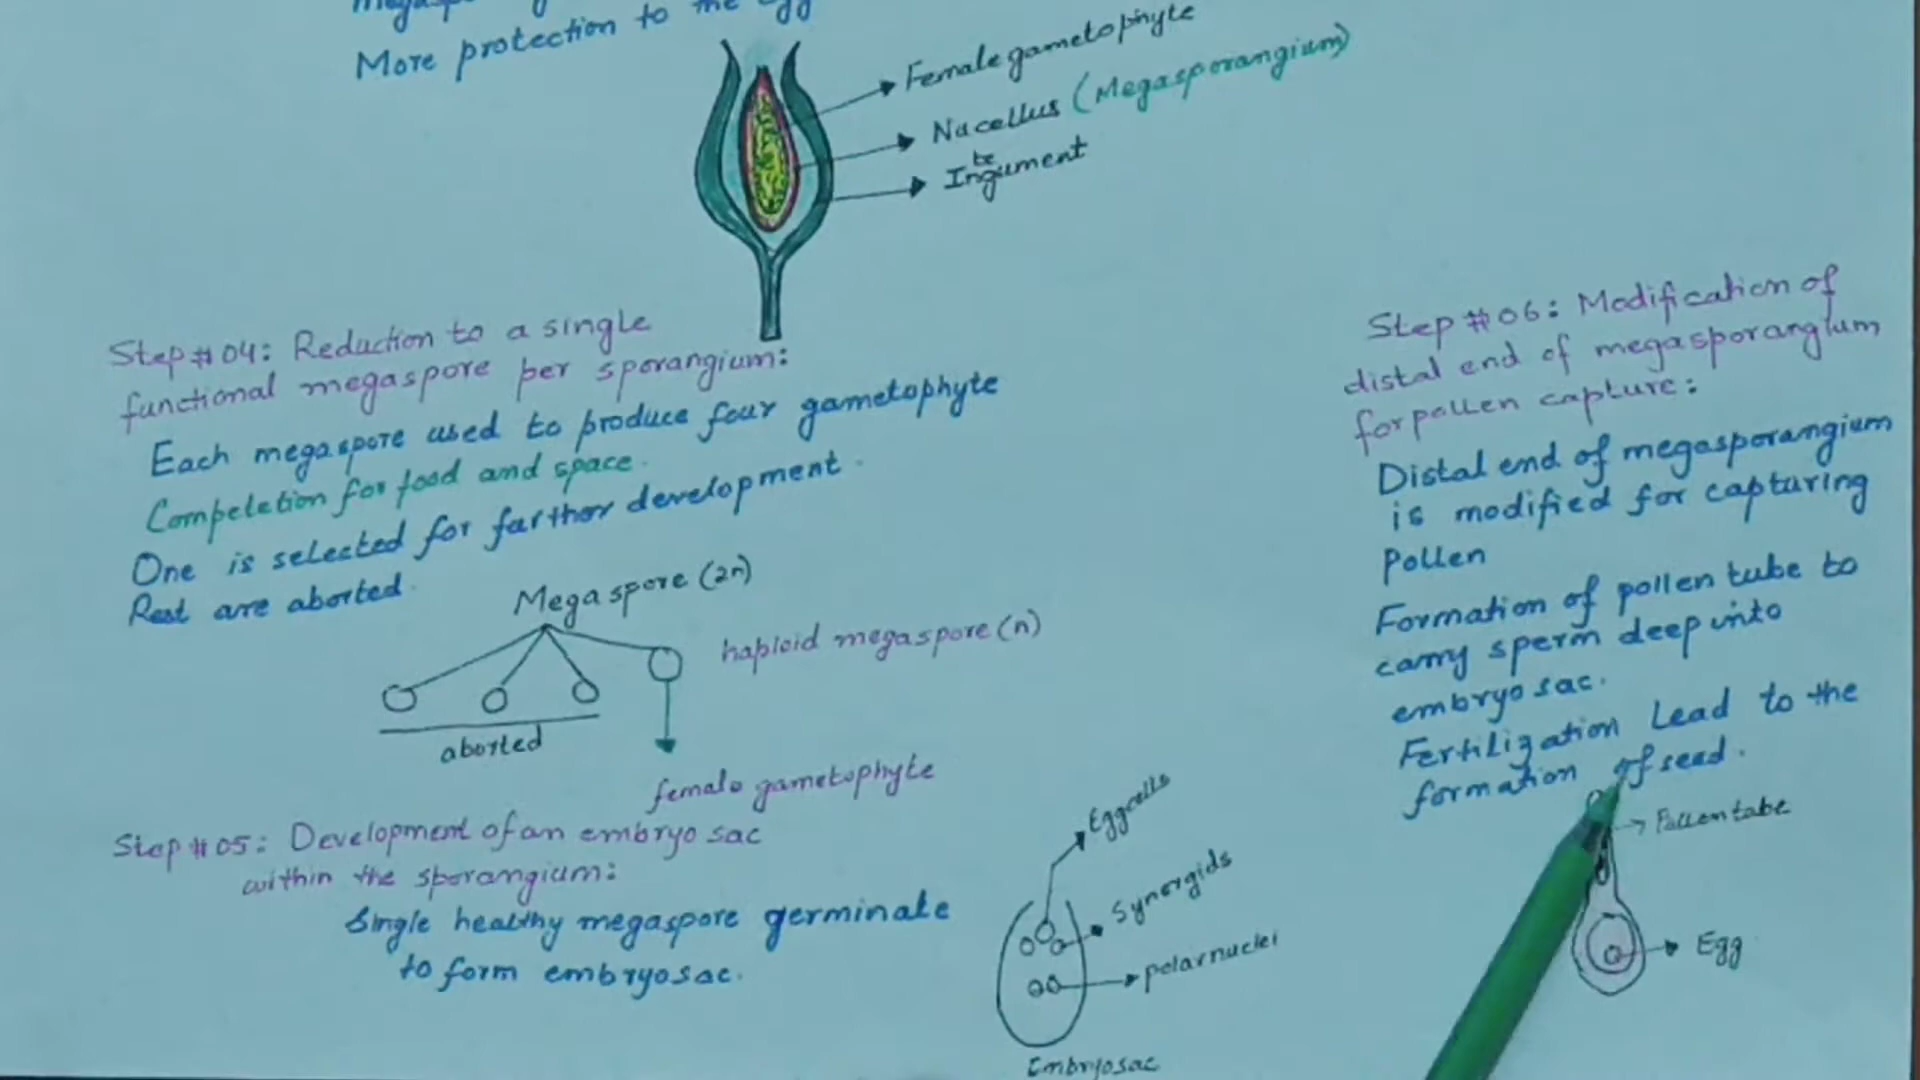 More protection to the egg
Female gametophyte
Nucellus (Megasporangium)
Integument
Step # 04: Reduction to a single
functional megaspore per sporangium:
Each megaspore used to produce four gametophyte
Competetion for food and space.
One is selected for farther development.
Rest are aborted.
Megaspore (2n)
haploid megaspore (n)
aborted
female gametophyte
Step # 05: Development of an embryo sac
within the sporangium:
Single healthy megaspore germinate
to form embryosac.
Egg cells
Synergids
polar nuclei
Embryosac
Step # 06: Modification of
distal end of megasporangium
for pollen capture:
Distal end of megasporangium
is modified for capturing
pollen
Formation of pollen tube to
carry sperm deep into
embryo sac.
Fertilization Lead to the
formation of seed.
Pollen tube
Egg